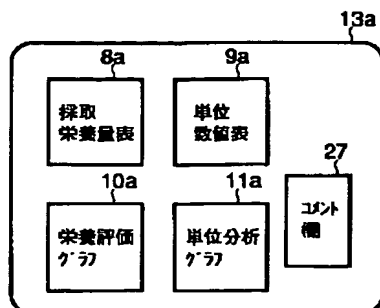 13a
8a
9a
採取
栄養量表
単位
数値表
27
10a
11a
栄養評価
グラフ
単位分析
グラフ
コメント
欄